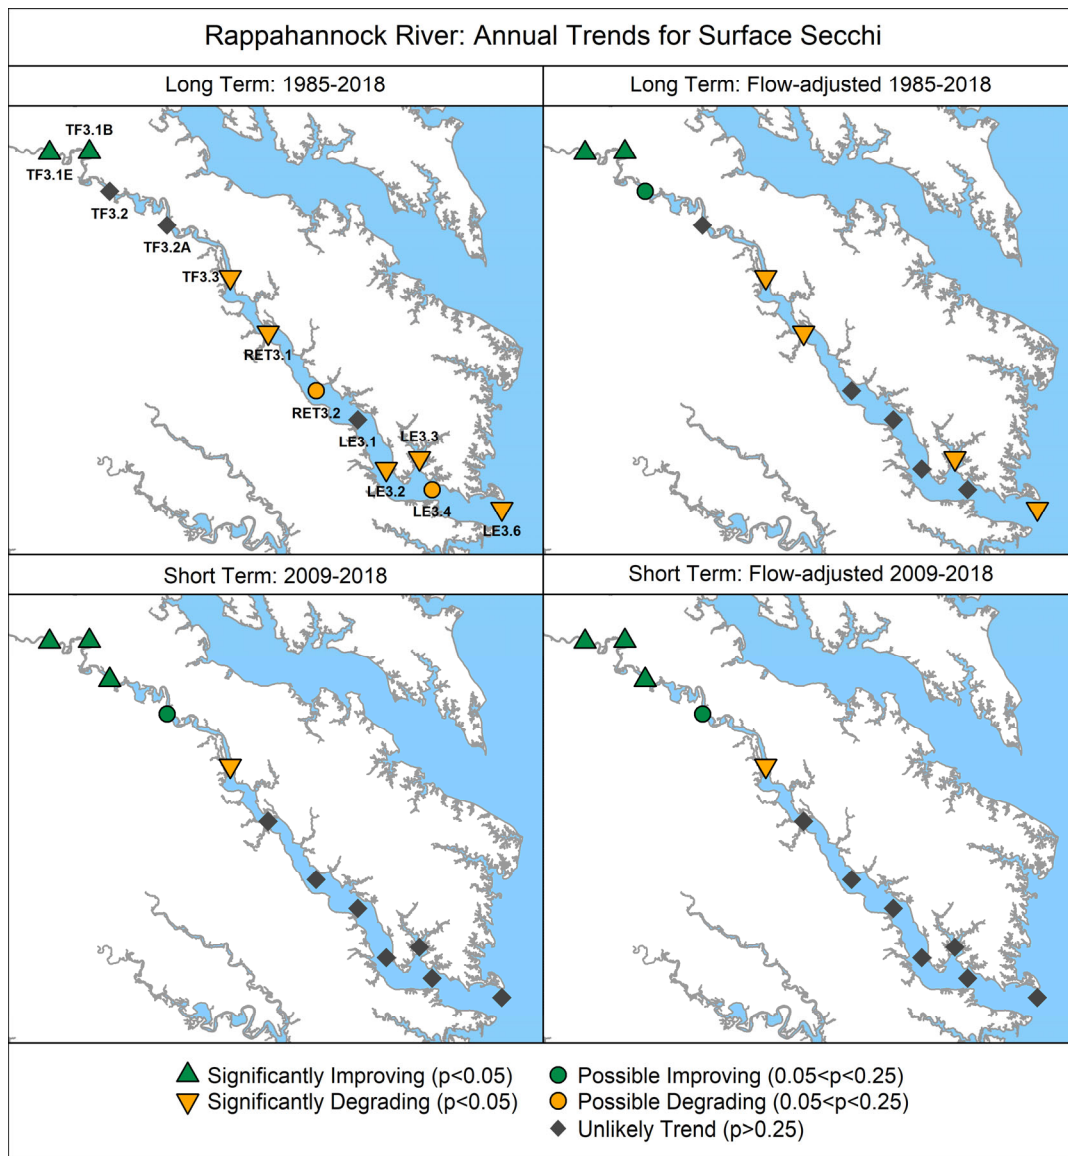 Rappahannock River: Annual Trends for Surface Secchi
Long Term: 1985-2018
Long Term: Flow-adjusted 1985-2018
TF3.1B
TF3.1E
TF3.2
TF3.2A
TF3.3
RET3.1
RET3.2
LE3.1
LE3.3
LE3.2
LE3.4
LE3.6
Short Term: 2009-2018
Short Term: Flow-adjusted 2009-2018
Significantly Improving (p<0.05)
Possible Improving (0.05<p<0.25)
Significantly Degrading (p<0.05)
Possible Degrading (0.05<p<0.25)
Unlikely Trend (p>0.25)